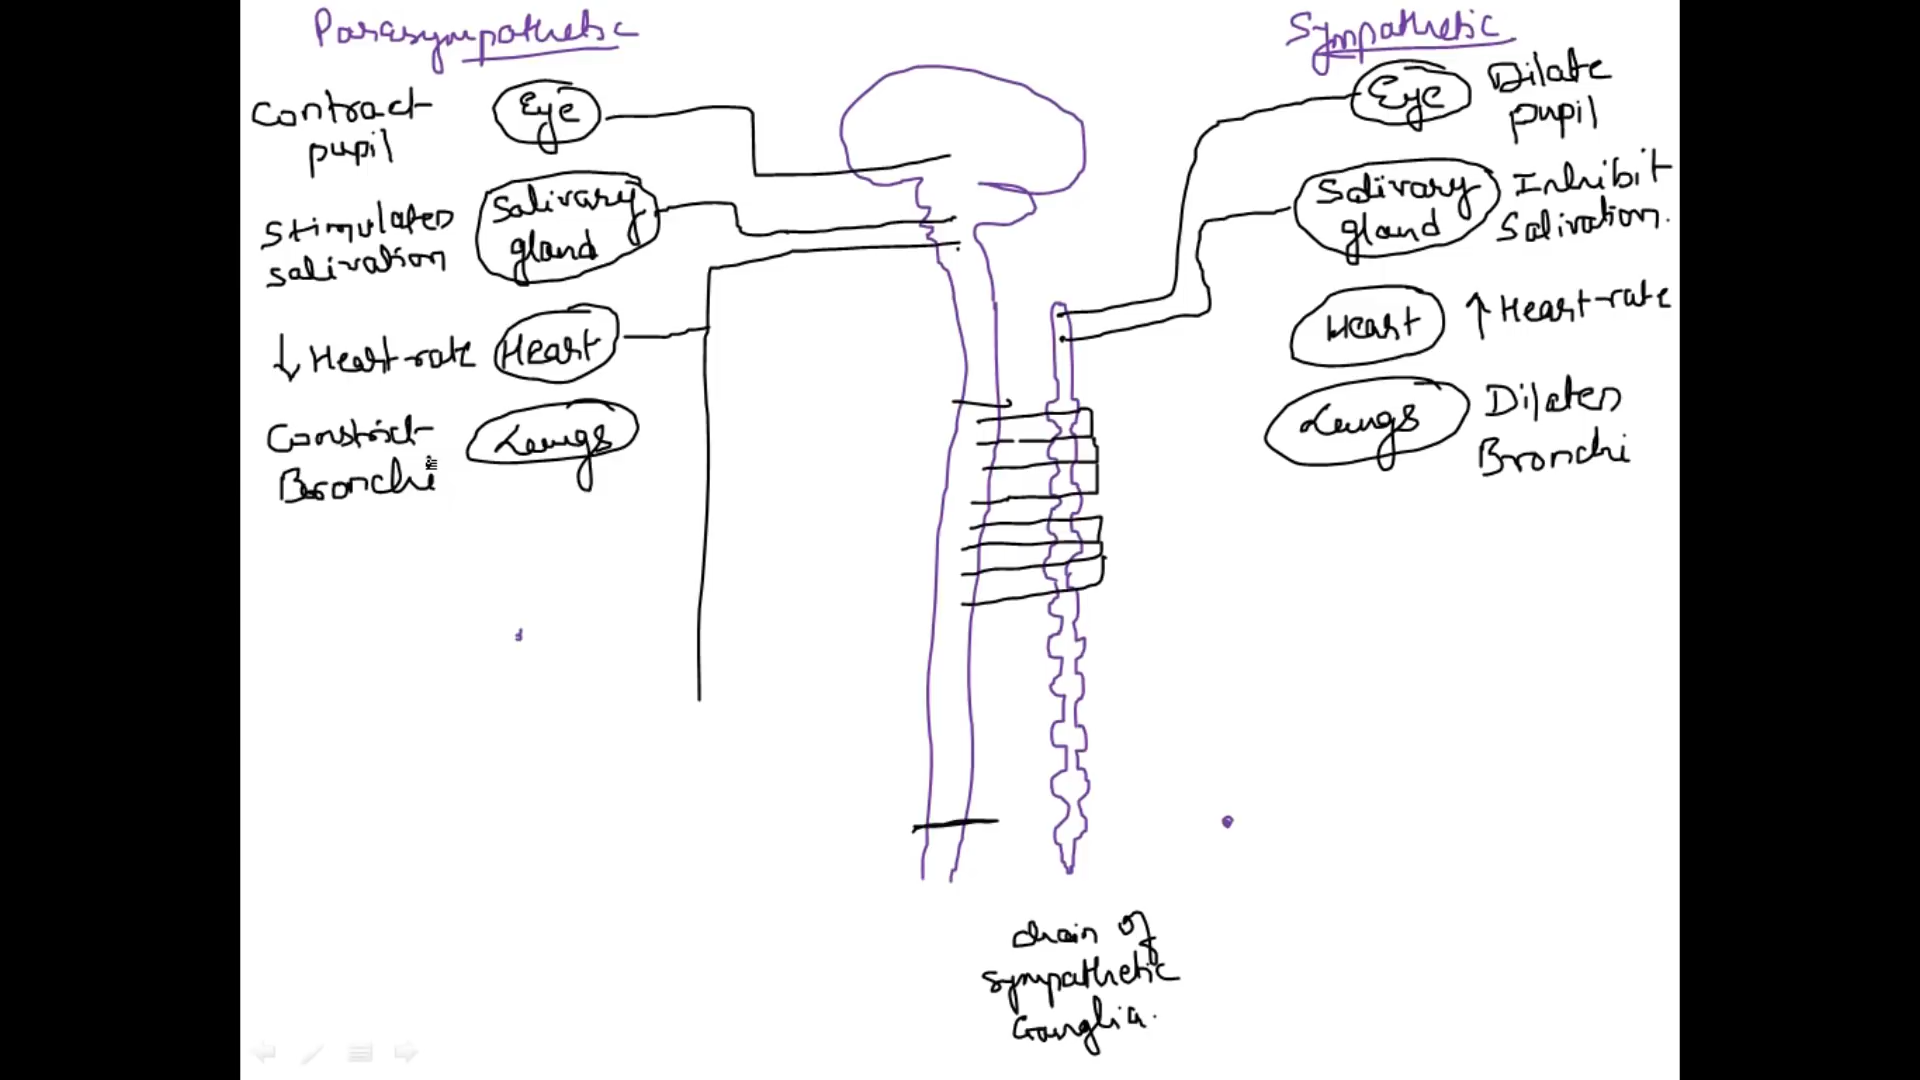 Parasympathetic
Contract
pupil
Eye
Stimulates
salivation
Salivary
gland
↓ Heart-rate
Heart
Constrict
Bronchi
Lungs
Sympathetic
Eye
Dilate
pupil
Salivary
gland
Inhibit
Salivation.
Heart
↑ Heart-rate
Lungs
Dilates
Bronchi
chain of
sympathetic
Ganglia.